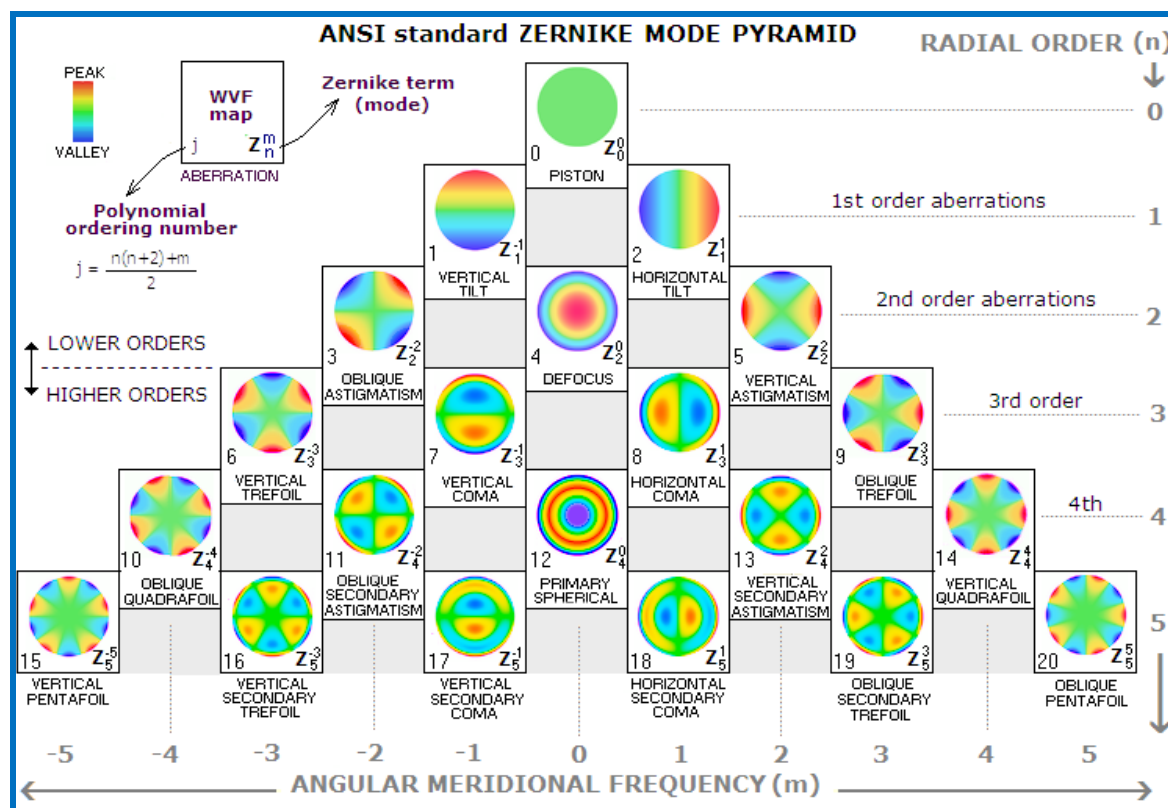 ANSI standard ZERNIKE MODE PYRAMID
RADIAL ORDER (n)
PEAK
VALLEY
WVF
map
j Z m n
ABERRATION
Zernike term
(mode)
Polynomial
ordering number
j = n(n+2)+m
2
0 Z 0 0
PISTON
0
1 Z -1 1
VERTICAL
TILT
2 Z 1 1
HORIZONTAL
TILT
1st order aberrations
1
3 Z -2 2
OBLIQUE
ASTIGMATISM
4 Z 0 2
DEFOCUS
5 Z 2 2
VERTICAL
ASTIGMATISM
2nd order aberrations
2
LOWER ORDERS
HIGHER ORDERS
6 Z -3 3
VERTICAL
TREFOIL
7 Z -1 3
VERTICAL
COMA
8 Z 1 3
HORIZONTAL
COMA
9 Z 3 3
OBLIQUE
TREFOIL
3rd order
3
10 Z -4 4
OBLIQUE
QUADRAFOIL
11 Z -2 4
OBLIQUE
SECONDARY
ASTIGMATISM
12 Z 0 4
PRIMARY
SPHERICAL
13 Z 2 4
VERTICAL
SECONDARY
ASTIGMATISM
14 Z 4 4
VERTICAL
QUADRAFOIL
4th
4
15 Z -5 5
VERTICAL
PENTAFOIL
16 Z -3 5
VERTICAL
SECONDARY
TREFOIL
17 Z -1 5
VERTICAL
SECONDARY
COMA
18 Z 1 5
HORIZONTAL
SECONDARY
COMA
19 Z 3 5
OBLIQUE
SECONDARY
TREFOIL
20 Z 5 5
OBLIQUE
PENTAFOIL
5
-5 -4 -3 -2 -1 0 1 2 3 4 5
ANGULAR MERIDIONAL FREQUENCY (m)